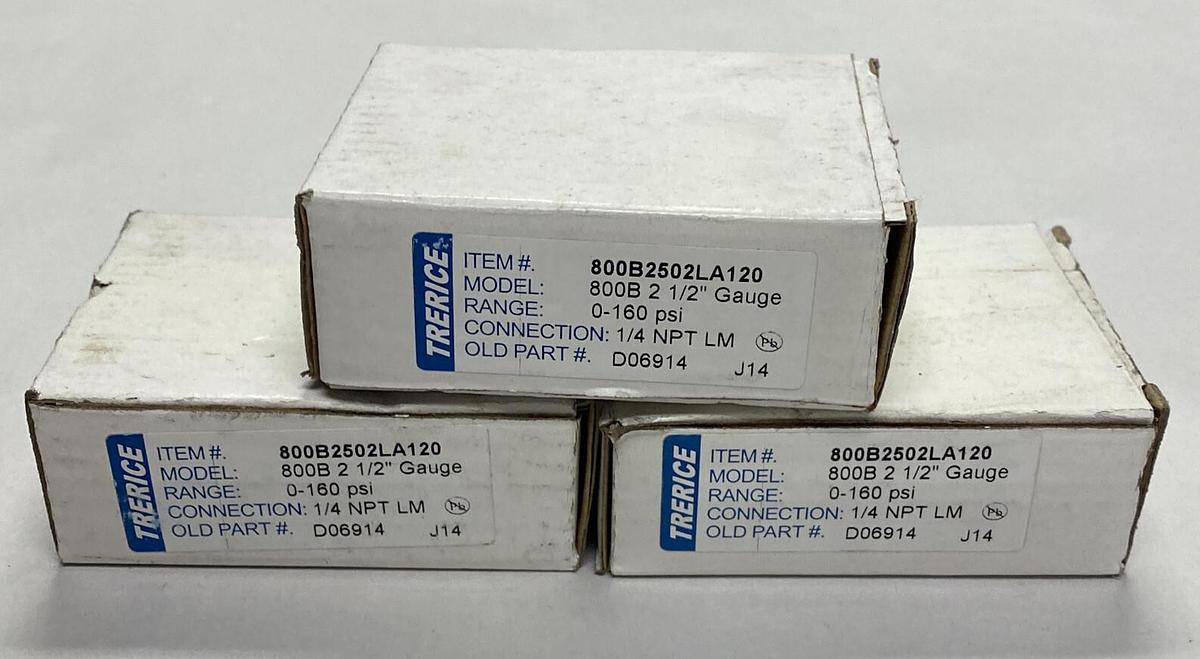 TRERICE
ITEM #. 800B2502LA120
MODEL: 800B 2 1/2" Gauge
RANGE: 0-160 psi
CONNECTION: 1/4 NPT LM Pb
OLD PART #. D06914 J14
TRERICE
ITEM #. 800B2502LA120
MODEL: 800B 2 1/2" Gauge
RANGE: 0-160 psi
CONNECTION: 1/4 NPT LM Pb
OLD PART #. D06914 J14
TRERICE
ITEM #. 800B2502LA120
MODEL: 800B 2 1/2" Gauge
RANGE: 0-160 psi
CONNECTION: 1/4 NPT LM Pb
OLD PART #. D06914 J14